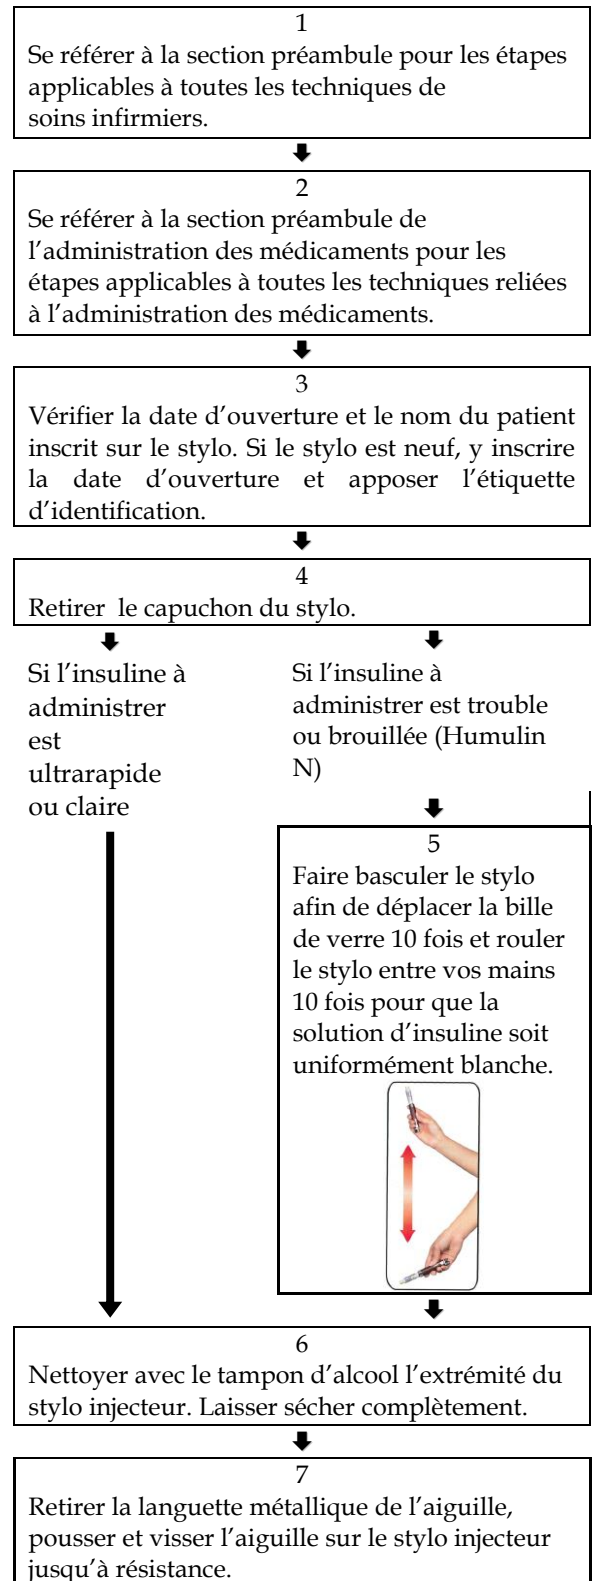 1
Se référer à la section préambule pour les étapes
applicables à toutes les techniques de
soins infirmiers.
2
Se référer à la section préambule de
l’administration des médicaments pour les
étapes applicables à toutes les techniques reliées
à l’administration des médicaments.
3
Vérifier la date d’ouverture et le nom du patient
inscrit sur le stylo. Si le stylo est neuf, y inscrire
la date d’ouverture et apposer l’étiquette
d’identification.
4
Retirer le capuchon du stylo.
Si l’insuline à
administrer
est
ultrarapide
ou claire
Si l’insuline à
administrer est trouble
ou brouillée (Humulin
N)
5
Faire basculer le stylo
afin de déplacer la bille
de verre 10 fois et rouler
le stylo entre vos mains
10 fois pour que la
solution d’insuline soit
uniformément blanche.
6
Nettoyer avec le tampon d’alcool l’extrémité du
stylo injecteur. Laisser sécher complètement.
7
Retirer la languette métallique de l’aiguille,
pousser et visser l’aiguille sur le stylo injecteur
jusqu’à résistance.